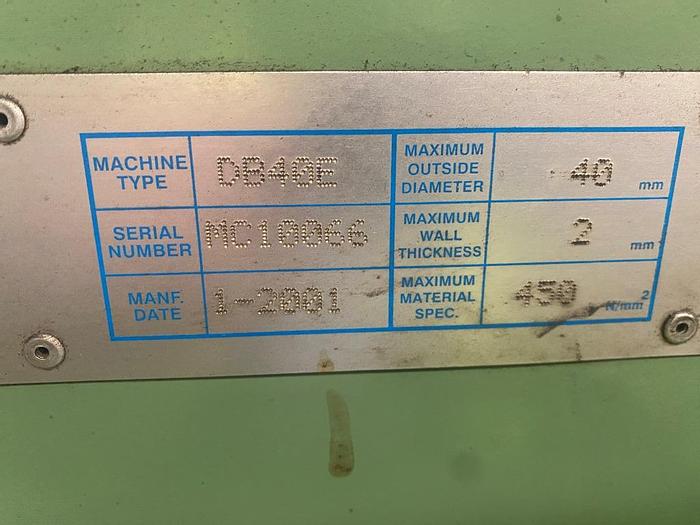 MACHINE TYPE DB40E
SERIAL NUMBER MC10066
MANF. DATE 1-2001
MAXIMUM OUTSIDE DIAMETER 40 mm
MAXIMUM WALL THICKNESS 2 mm
MAXIMUM MATERIAL SPEC. 450 N/mm²